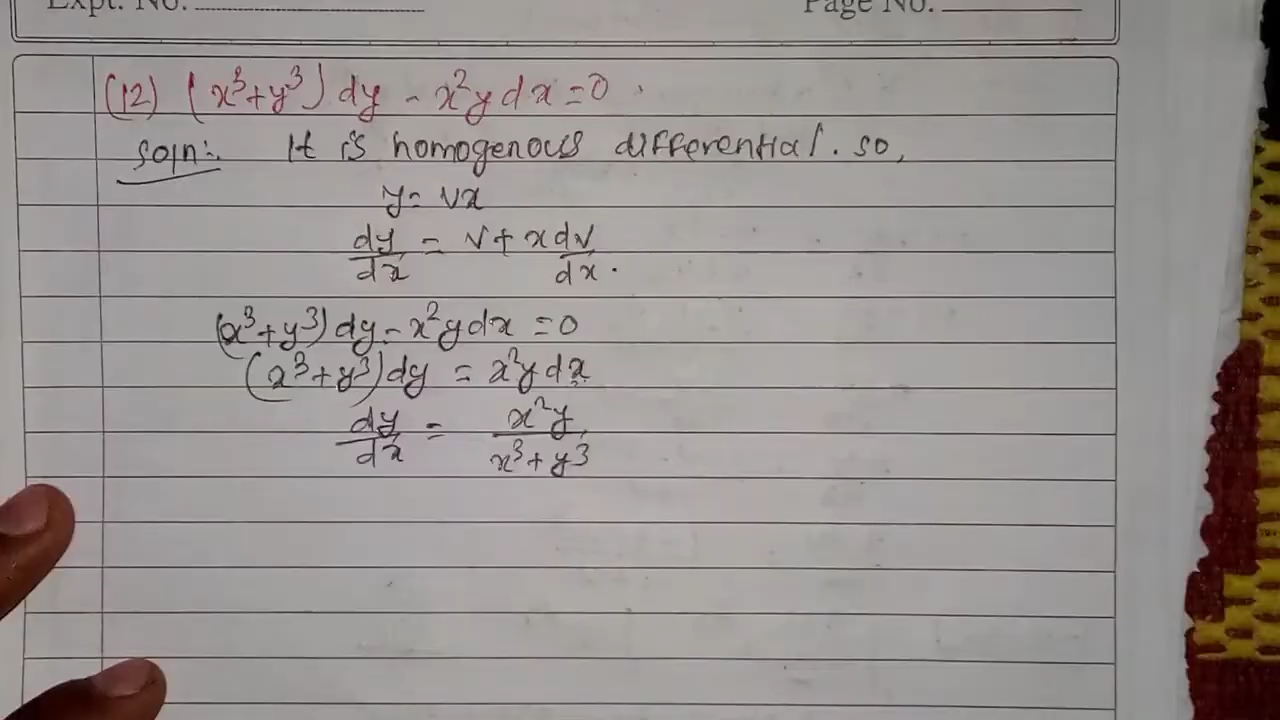 Expt. No.
Page No.
(12) (x³+y³) dy - x²y dx = 0
Soln:. It is homogenous differential. so,
y = vx
dy/dx = v + x dv/dx.
(x³+y³) dy - x²y dx = 0
(x³+y³) dy = x²y dx
dy/dx = x²y/x³+y³